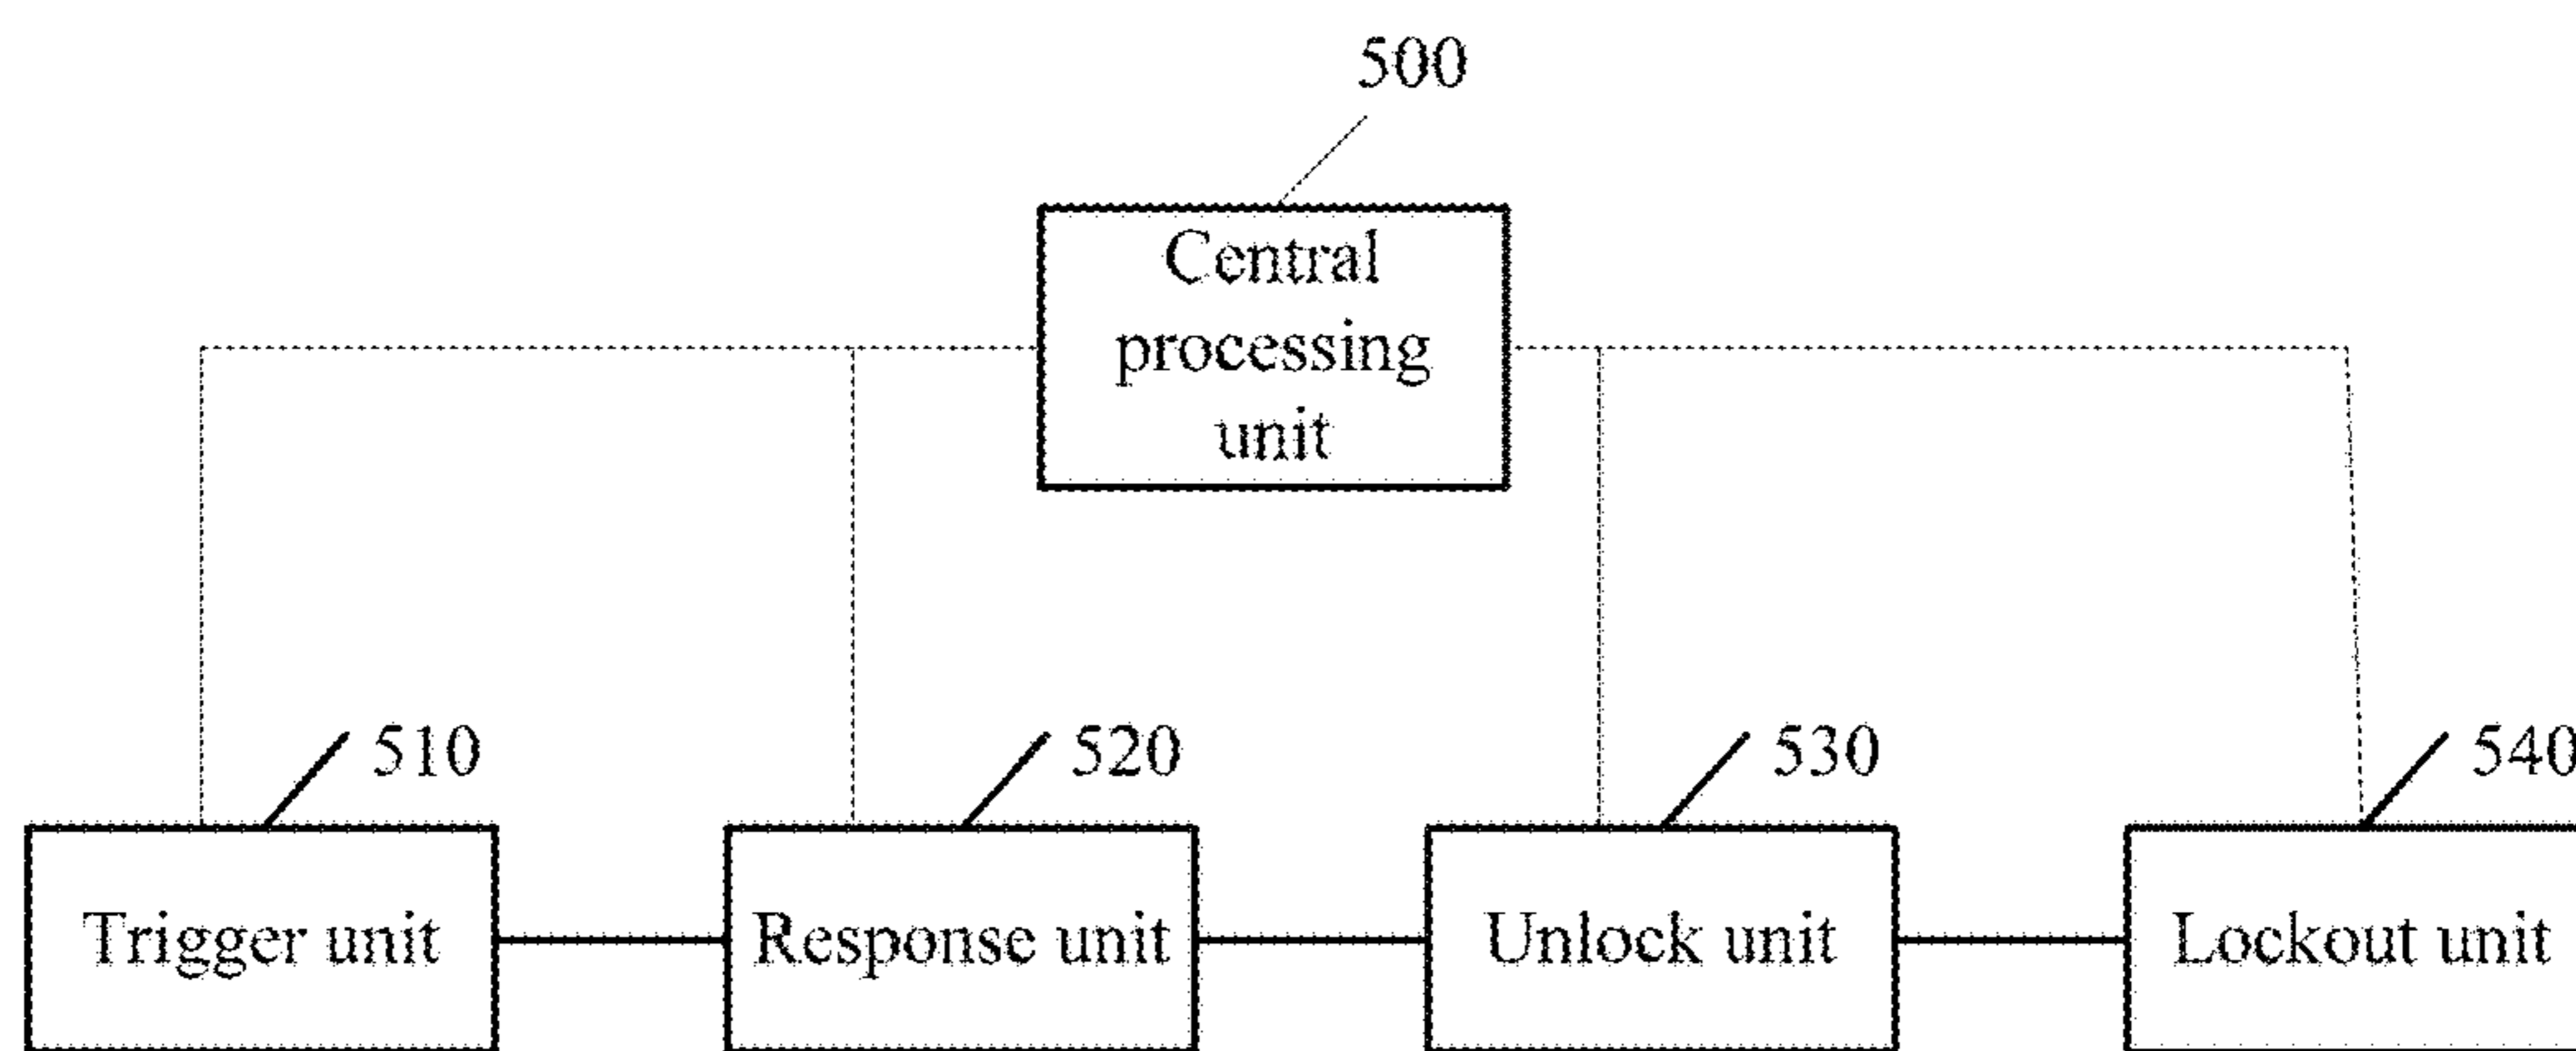 500
Central
processing
unit
510
520
530
540
Trigger unit
Response unit
Unlock unit
Lockout unit